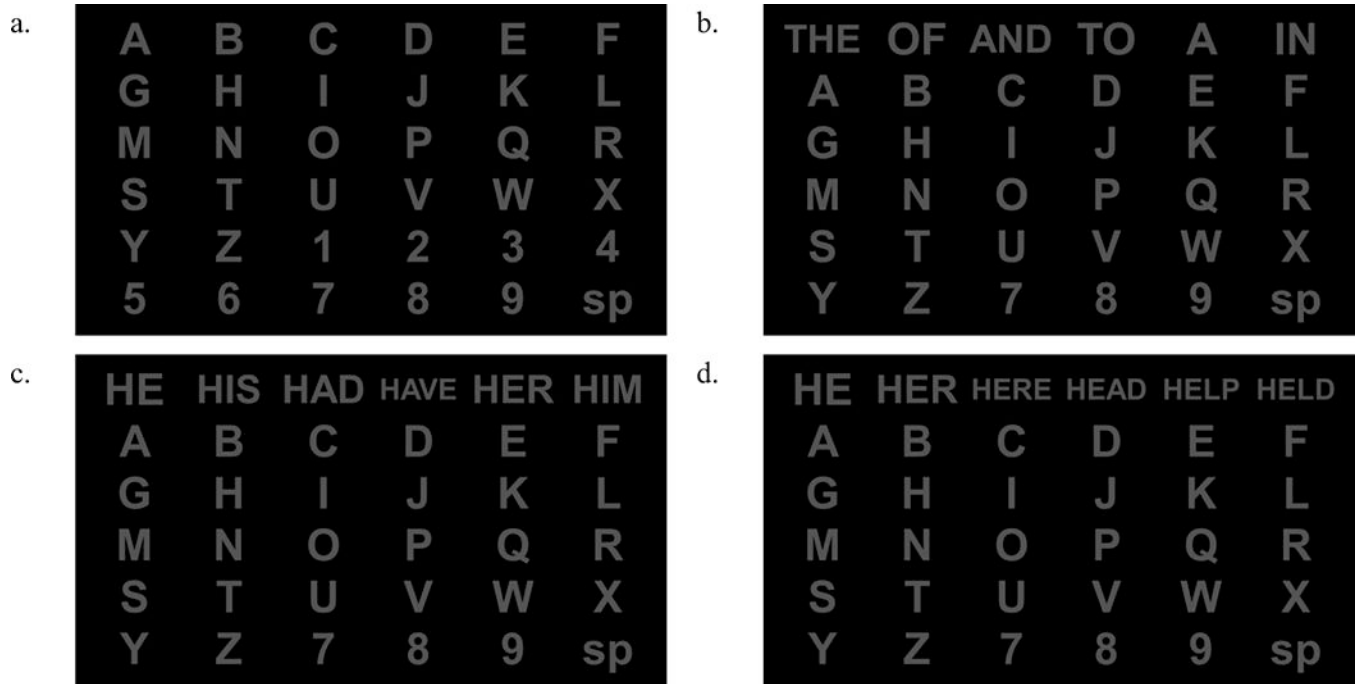 a.
A B C D E F
G H I J K L
M N O P Q R
S T U V W X
Y Z 1 2 3 4
5 6 7 8 9 sp
b.
THE OF AND TO A IN
A B C D E F
G H I J K L
M N O P Q R
S T U V W X
Y Z 7 8 9 sp
c.
HE HIS HAD HAVE HER HIM
A B C D E F
G H I J K L
M N O P Q R
S T U V W X
Y Z 7 8 9 sp
d.
HE HER HERE HEAD HELP HELD
A B C D E F
G H I J K L
M N O P Q R
S T U V W X
Y Z 7 8 9 sp